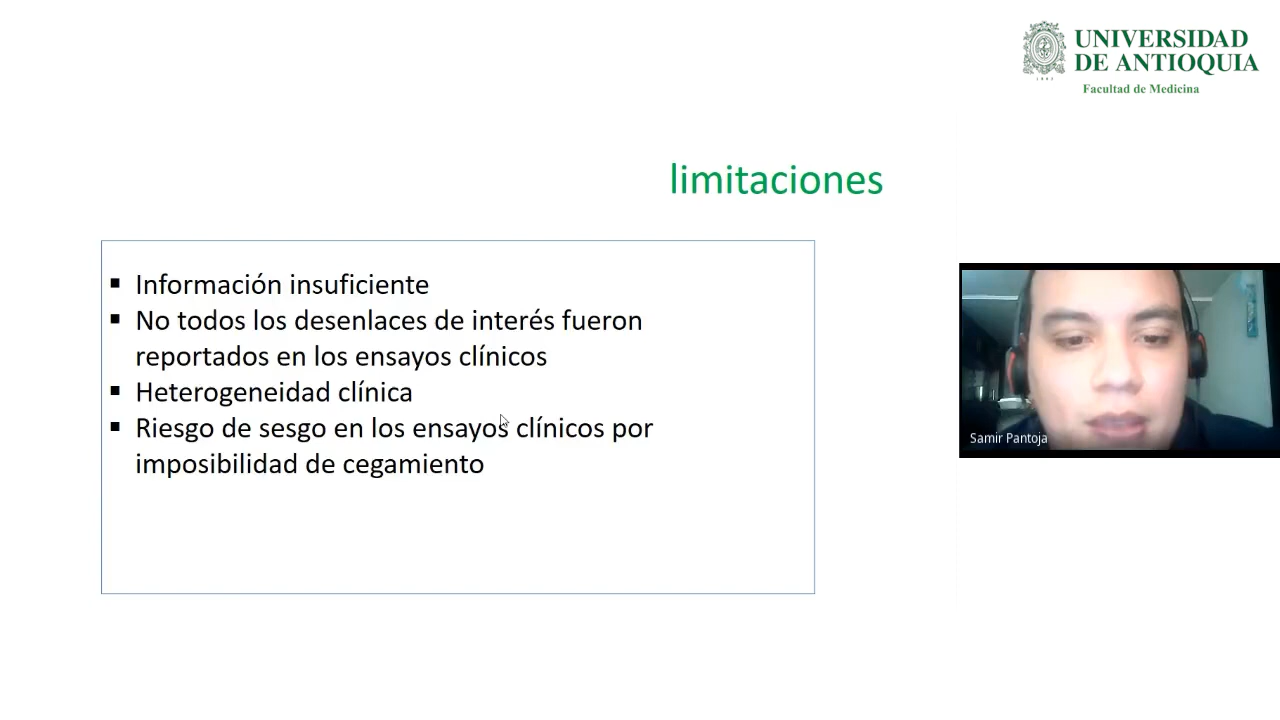 UNIVERSIDAD
DE ANTIOQUIA
Facultad de Medicina
limitaciones
▪ Información insuficiente
▪ No todos los desenlaces de interés fueron
reportados en los ensayos clínicos
▪ Heterogeneidad clínica
▪ Riesgo de sesgo en los ensayos clínicos por
imposibilidad de cegamiento
Samir Pantoja